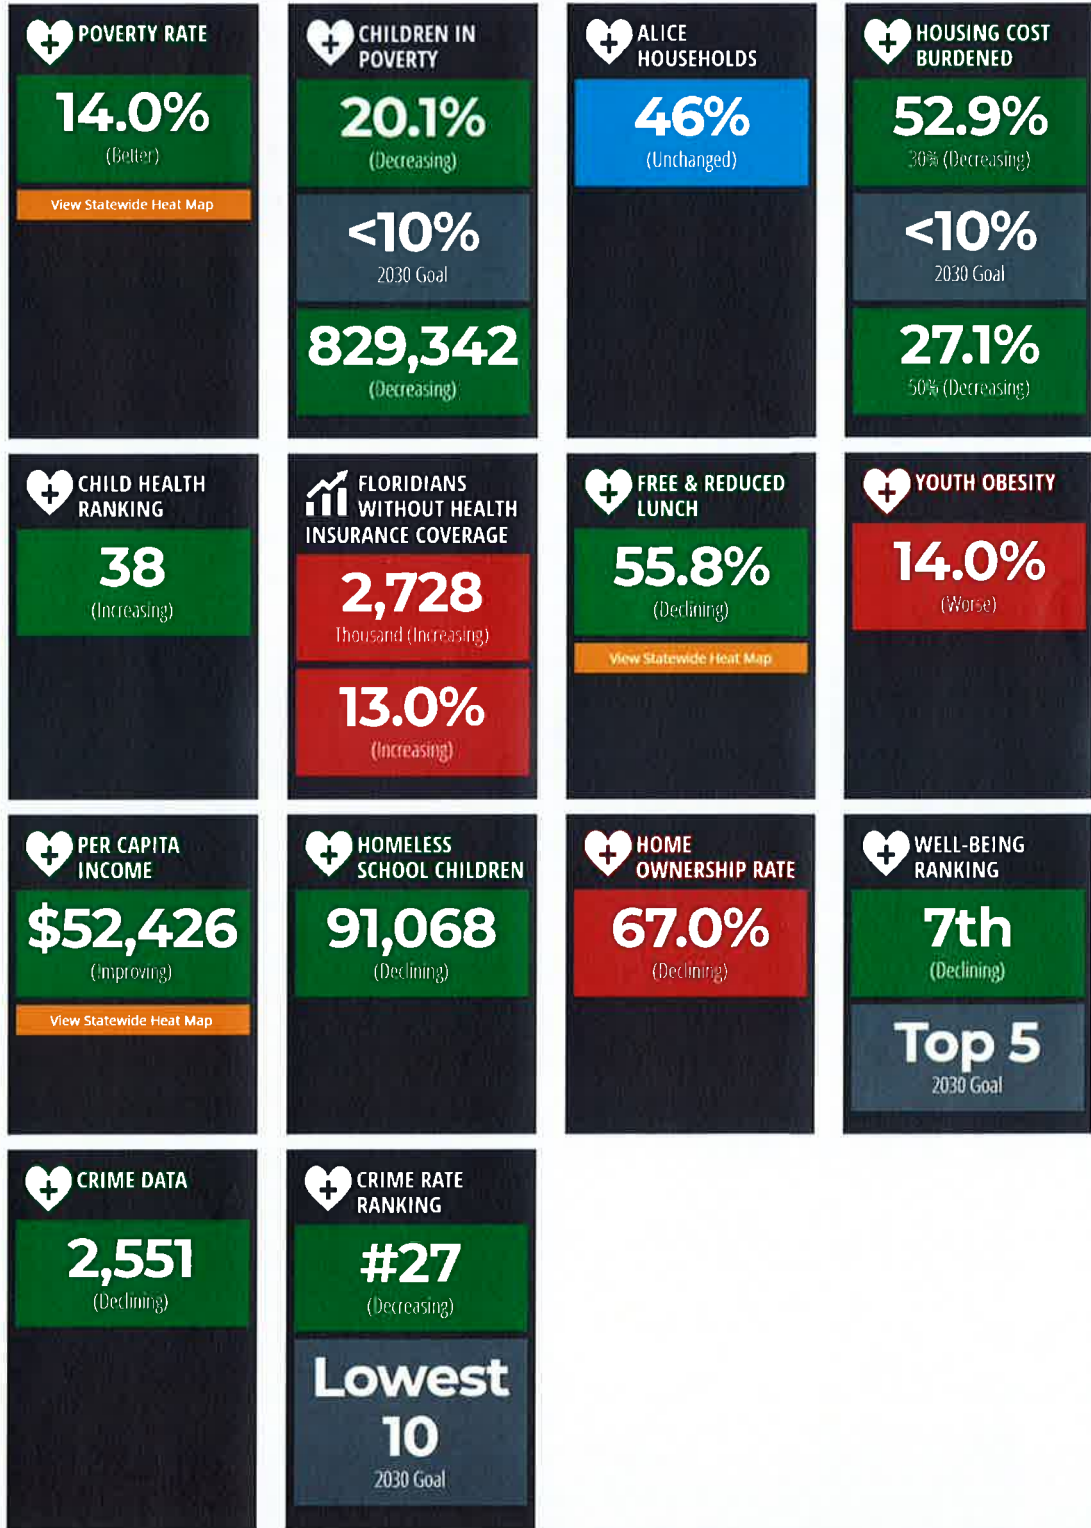 POVERTY RATE
14.0%
(Better)
View Statewide Heat Map
CHILDREN IN
POVERTY
20.1%
(Decreasing)
<10%
2030 Goal
829,342
(Decreasing)
ALICE
HOUSEHOLDS
46%
(Unchanged)
HOUSING COST
BURDENED
52.9%
30% (Decreasing)
<10%
2030 Goal
27.1%
50% (Decreasing)
CHILD HEALTH
RANKING
38
(Increasing)
FLORIDIANS
WITHOUT HEALTH
INSURANCE COVERAGE
2,728
Thousand (Increasing)
13.0%
(Increasing)
FREE & REDUCED
LUNCH
55.8%
(Declining)
View Statewide Heat Map
YOUTH OBESITY
14.0%
(Worse)
PER CAPITA
INCOME
$52,426
(Improving)
View Statewide Heat Map
HOMELESS
SCHOOL CHILDREN
91,068
(Declining)
HOME
OWNERSHIP RATE
67.0%
(Declining)
WELL-BEING
RANKING
7th
(Declining)
Top 5
2030 Goal
CRIME DATA
2,551
(Declining)
CRIME RATE
RANKING
#27
(Decreasing)
Lowest
10
2030 Goal